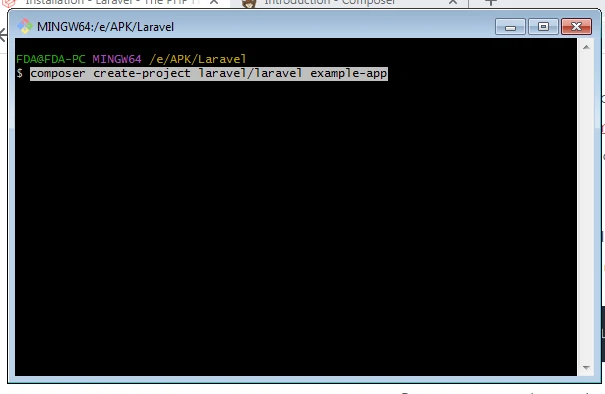 Installation - Laravel - The PHP
Introduction - Composer
MINGW64:/e/APK/Laravel
FDA@FDA-PC MINGW64 /e/APK/Laravel
$ composer create-project laravel/laravel example-app